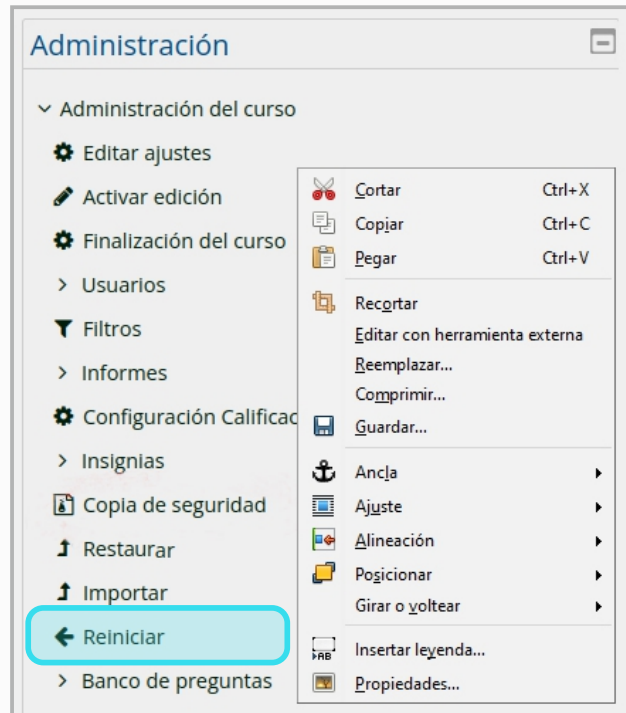 Administración
Administración del curso
Editar ajustes
Activar edición
Finalización del curso
Usuarios
Filtros
Informes
Configuración Calificac
Insignias
Copia de seguridad
Restaurar
Importar
Reiniciar
Banco de preguntas
Cortar Ctrl+X
Copiar Ctrl+C
Pegar Ctrl+V
Recortar
Editar con herramienta externa
Reemplazar...
Comprimir...
Guardar...
Ancla
Ajuste
Alineación
Posicionar
Girar o voltear
Insertar leyenda...
Propiedades...